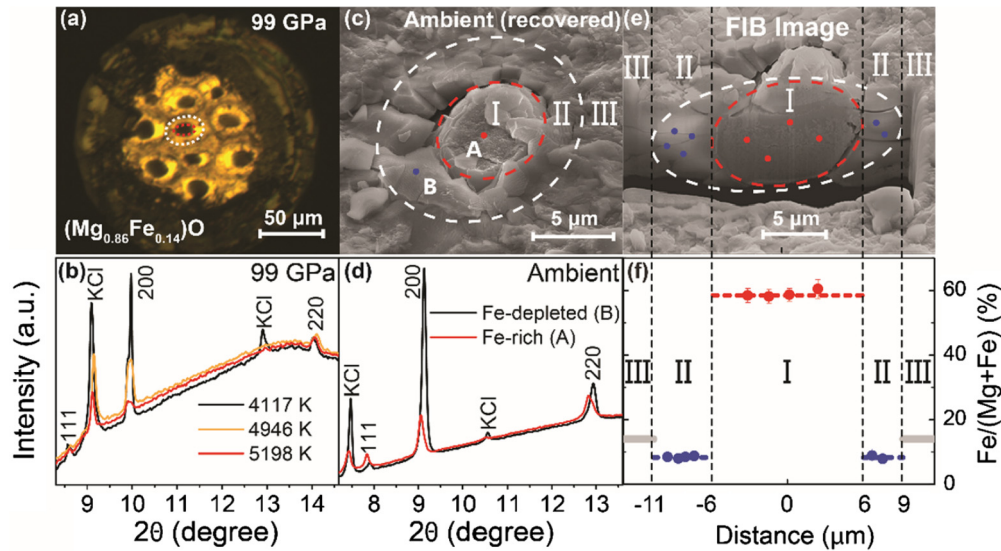 (a)
99 GPa
(Mg0.86Fe0.14)O
50 μm
(c)
Ambient (recovered)
I
II
III
A
B
5 μm
(e)
FIB Image
III
II
I
II
III
5 μm
(b)
99 GPa
KCl
200
111
KCl
220
4117 K
4946 K
5198 K
Intensity (a.u.)
9 10 11 12 13 14
2θ (degree)
(d)
Ambient
200
Fe-depleted (B)
Fe-rich (A)
KCl
111
KCl
220
8 9 10 11 12 13
2θ (degree)
(f)
III
II
I
II
III
60
40
20
0
Fe/(Mg+Fe) (%)
-11 -6 0 6 9
Distance (μm)